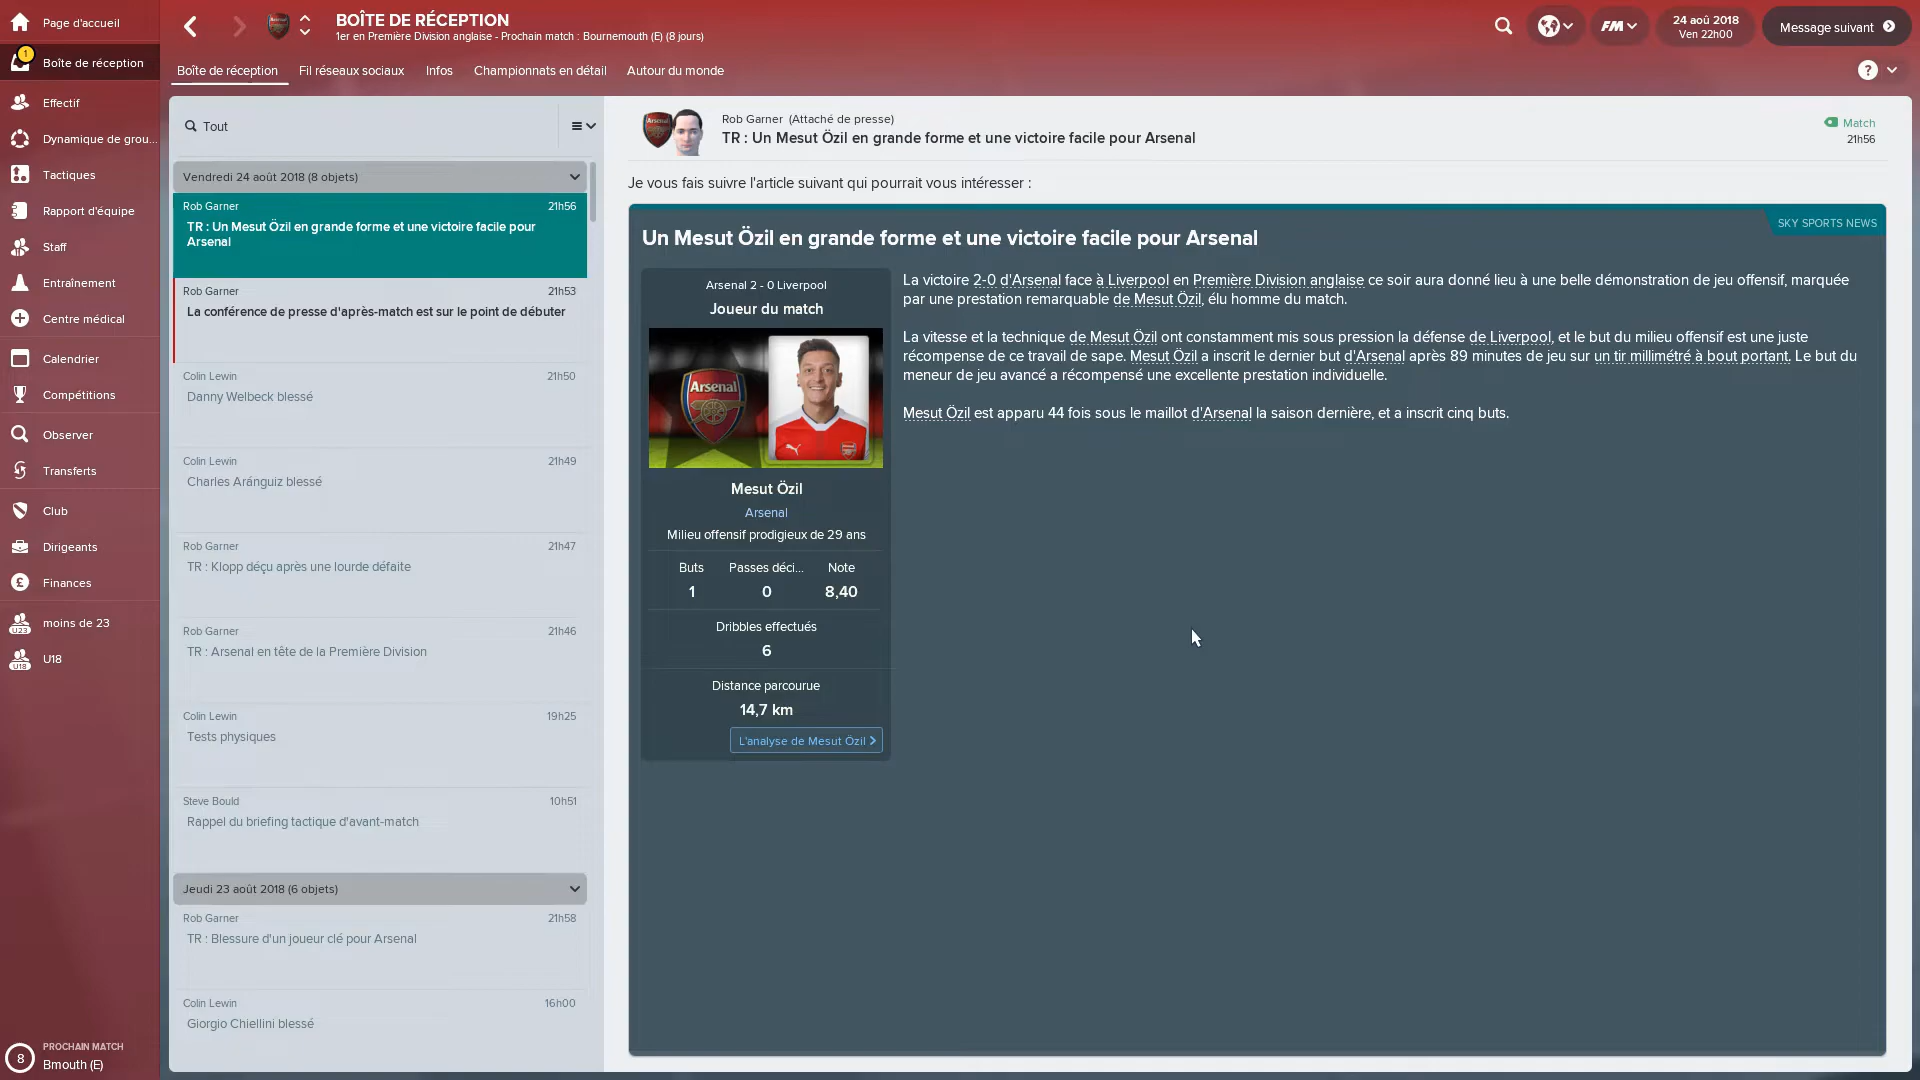 Page d'accueil
1
Boîte de réception
Effectif
Dynamique de grou...
Tactiques
Rapport d'équipe
Staff
Entraînement
Centre médical
Calendrier
Compétitions
Observer
Transferts
Club
Dirigeants
Finances
U23
moins de 23
U18
U18
8
PROCHAIN MATCH
Bmouth (E)
BOÎTE DE RÉCEPTION
1er en Première Division anglaise - Prochain match : Bournemouth (E) (8 jours)
FM
24 aoû 2018
Ven 22h00
Message suivant
Boîte de réception
Fil réseaux sociaux
Infos
Championnats en détail
Autour du monde
?
Tout
Vendredi 24 août 2018 (8 objets)
Rob Garner 21h56
TR : Un Mesut Özil en grande forme et une victoire facile pour
Arsenal
Rob Garner 21h53
La conférence de presse d'après-match est sur le point de débuter
Colin Lewin 21h50
Danny Welbeck blessé
Colin Lewin 21h49
Charles Aránguiz blessé
Rob Garner 21h47
TR : Klopp déçu après une lourde défaite
Rob Garner 21h46
TR : Arsenal en tête de la Première Division
Colin Lewin 19h25
Tests physiques
Steve Bould 10h51
Rappel du briefing tactique d'avant-match
Jeudi 23 août 2018 (6 objets)
Rob Garner 21h58
TR : Blessure d'un joueur clé pour Arsenal
Colin Lewin 16h00
Giorgio Chiellini blessé
Rob Garner (Attaché de presse)
TR : Un Mesut Özil en grande forme et une victoire facile pour Arsenal
Match
21h56
Je vous fais suivre l'article suivant qui pourrait vous intéresser :
SKY SPORTS NEWS
Un Mesut Özil en grande forme et une victoire facile pour Arsenal
Arsenal 2 - 0 Liverpool
Joueur du match
Arsenal
Mesut Özil
Arsenal
Milieu offensif prodigieux de 29 ans
Buts Passes déci... Note
1 0 8,40
Dribbles effectués
6
Distance parcourue
14,7 km
L'analyse de Mesut Özil
La victoire 2-0 d'Arsenal face à Liverpool en Première Division anglaise ce soir aura donné lieu à une belle démonstration de jeu offensif, marquée
par une prestation remarquable de Mesut Özil, élu homme du match.
La vitesse et la technique de Mesut Özil ont constamment mis sous pression la défense de Liverpool, et le but du milieu offensif est une juste
récompense de ce travail de sape. Mesut Özil a inscrit le dernier but d'Arsenal après 89 minutes de jeu sur un tir millimétré à bout portant. Le but du
meneur de jeu avancé a récompensé une excellente prestation individuelle.
Mesut Özil est apparu 44 fois sous le maillot d'Arsenal la saison dernière, et a inscrit cinq buts.